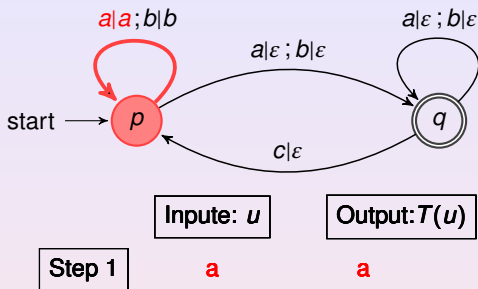 a|a ; b|b
a|ε ; b|ε
a|ε ; b|ε
start
p
q
c|ε
Inpute: u
Output:T(u)
Step 1
a
a